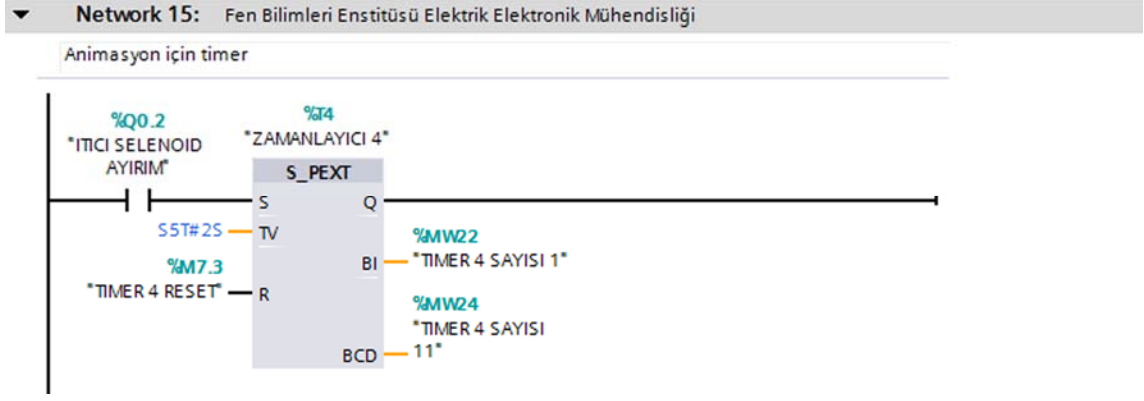 Network 15: Fen Bilimleri Enstitüsü Elektrik Elektronik Mühendisliği
Animasyon için timer
%Q0.2
"ITICI SELENOID
AYIRIM"
%T4
"ZAMANLAYICI 4"
S_PEXT
S Q
S5T#2S TV
%MW22
BI "TIMER 4 SAYISI 1"
%M7.3
"TIMER 4 RESET" R
%MW24
"TIMER 4 SAYISI
BCD 11"